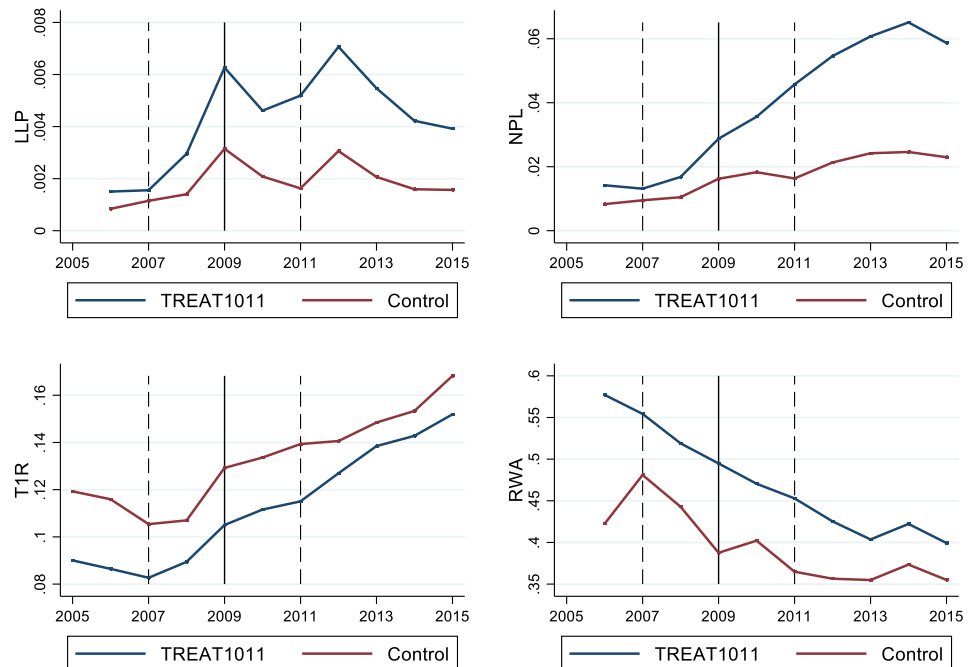 LLP
.008
.006
.004
.002
0
2005 2007 2009 2011 2013 2015
TREAT1011 Control
NPL
.06
.04
.02
0
2005 2007 2009 2011 2013 2015
TREAT1011 Control
T1R
.16
.14
.12
.1
.08
2005 2007 2009 2011 2013 2015
TREAT1011 Control
RWA
.6
.55
.5
.45
.4
.35
2005 2007 2009 2011 2013 2015
TREAT1011 Control